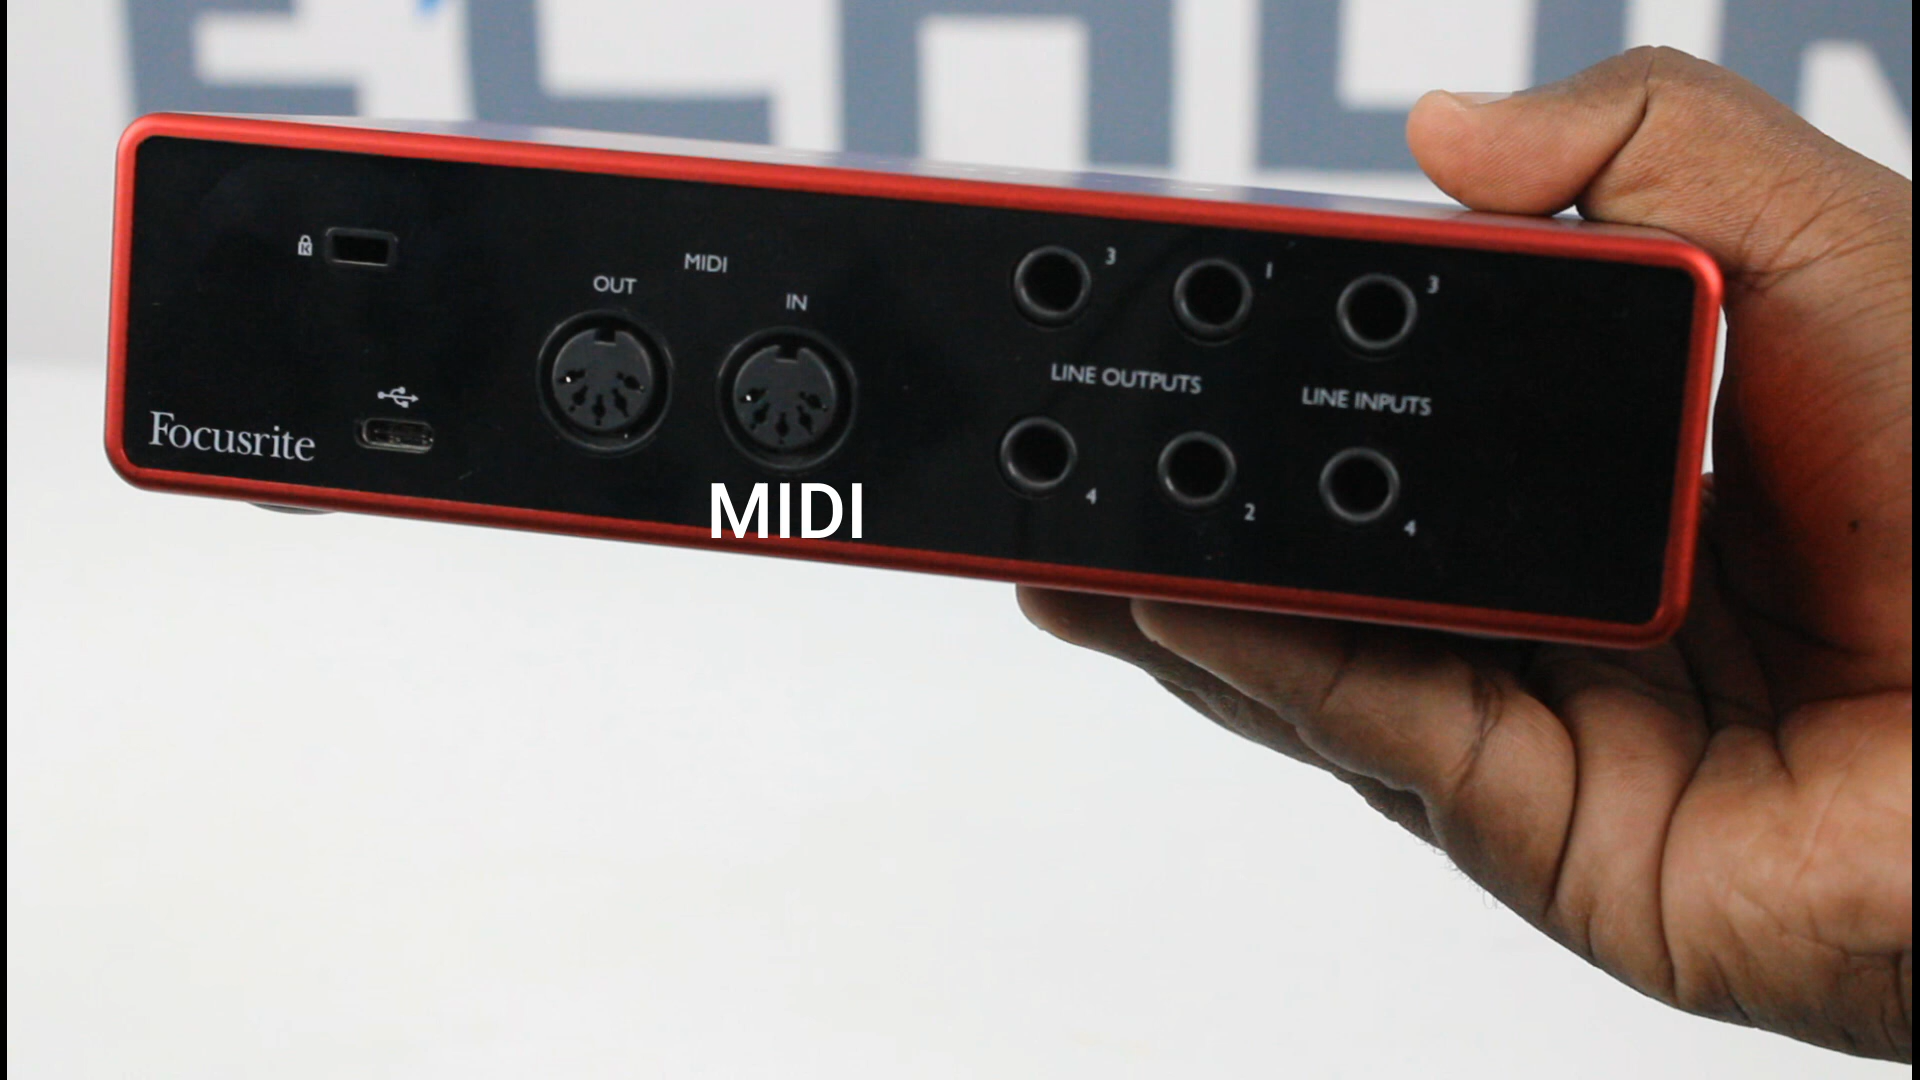 MIDI
OUT
IN
3
1
3
LINE OUTPUTS
LINE INPUTS
Focusrite
4
2
4
MIDI